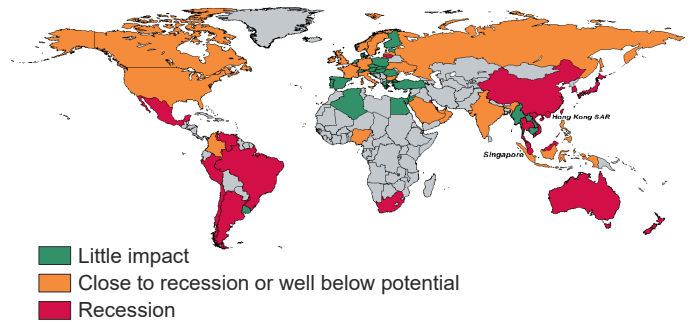 Hong Kong SAR
Singapore
Little impact
Close to recession or well below potential
Recession